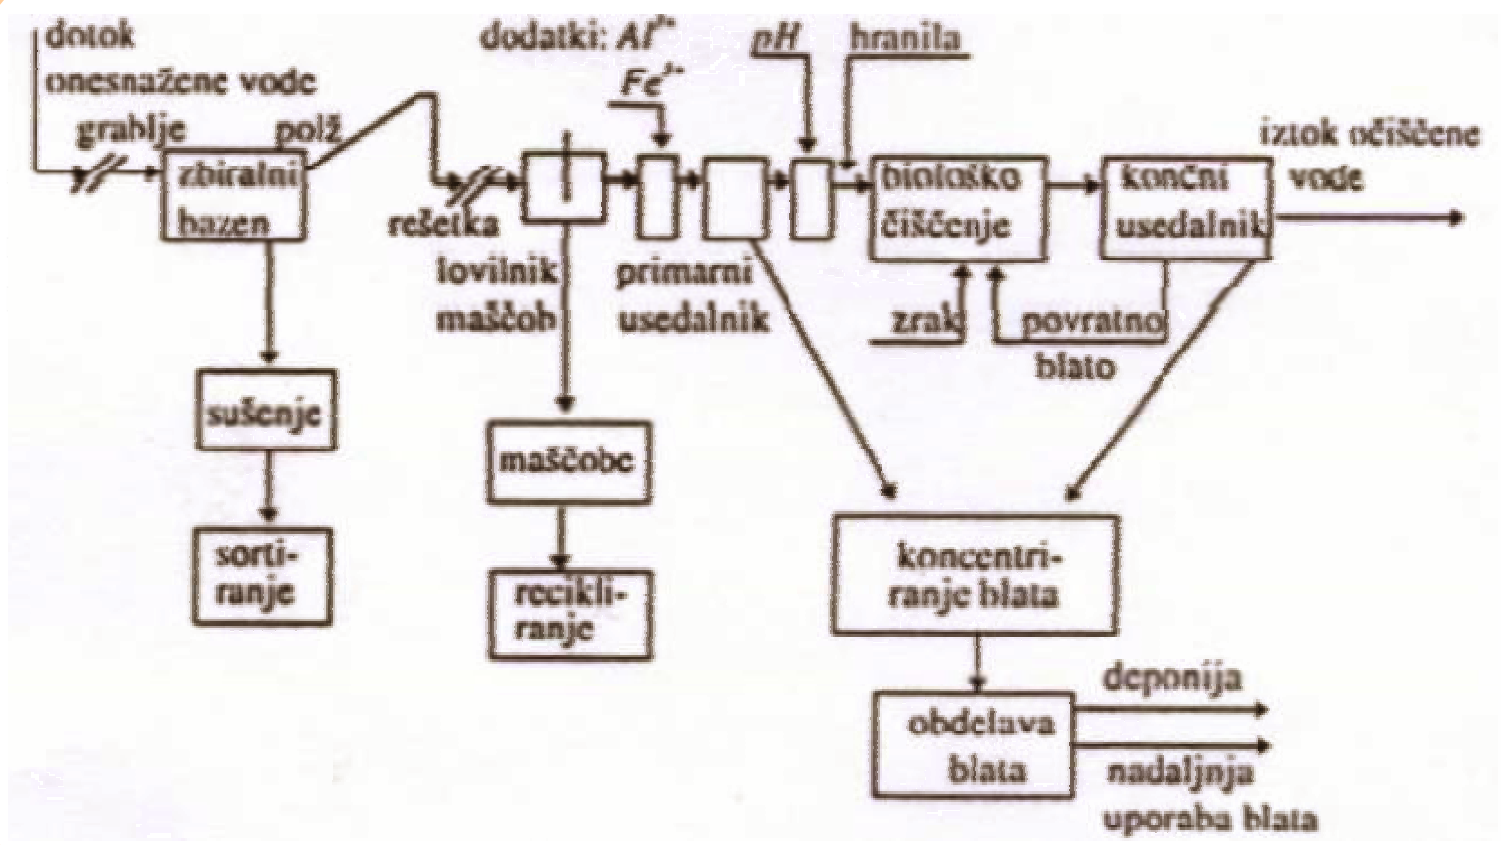 dotok
onesnažene vode
grablje
polž
zbiralni
bazen
sušenje
sorti-
ranje
rešetka
lovilnik
maščob
maščobe
recikli-
ranje
dodatki: Al³⁺
Fe³⁺
primarni
usedalnik
pH
hranila
biološko
čiščenje
zrak
povratno
blato
končni
usedalnik
iztok očiščene
vode
koncentri-
ranje blata
obdelava
blata
deponija
nadaljnja
uporaba blata